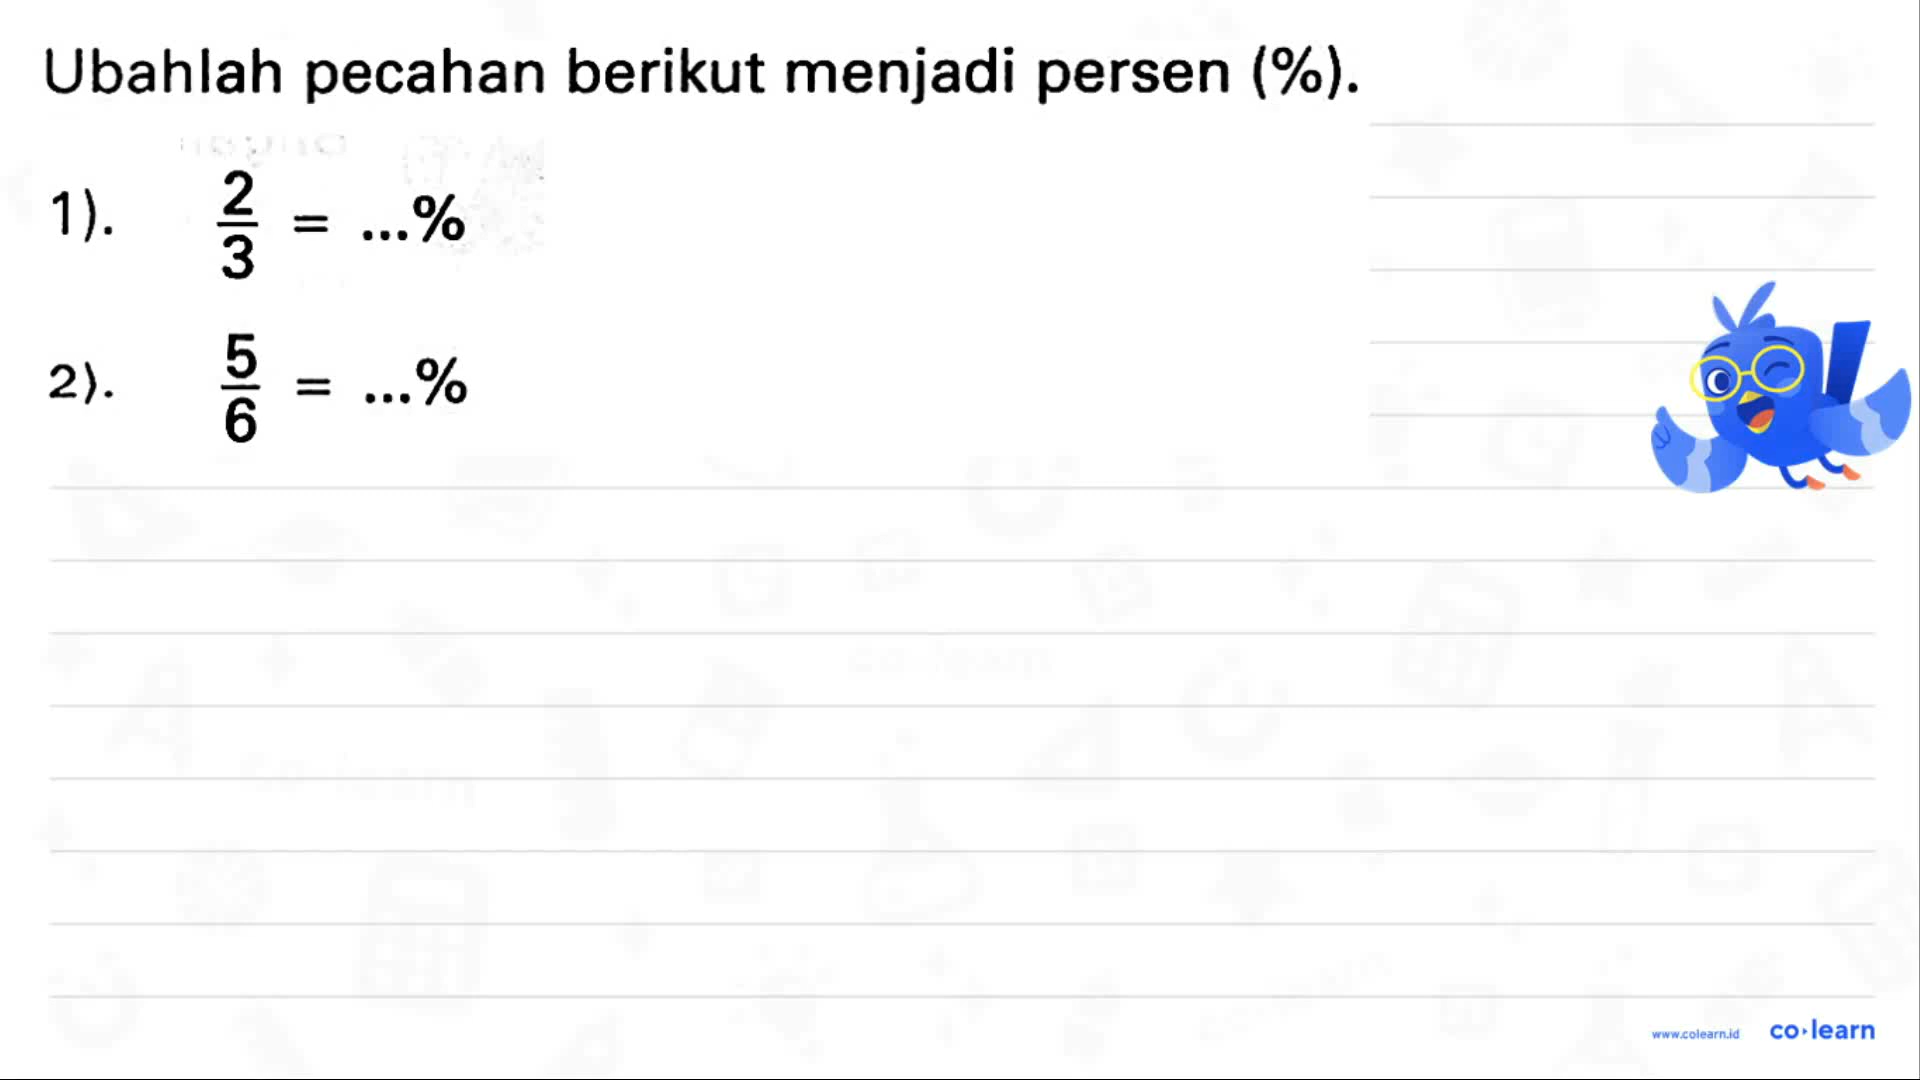 Ubahlah pecahan berikut menjadi persen (%).
1). 2/3 = ...%
2). 5/6 = ...%
www.colearn.id co·learn